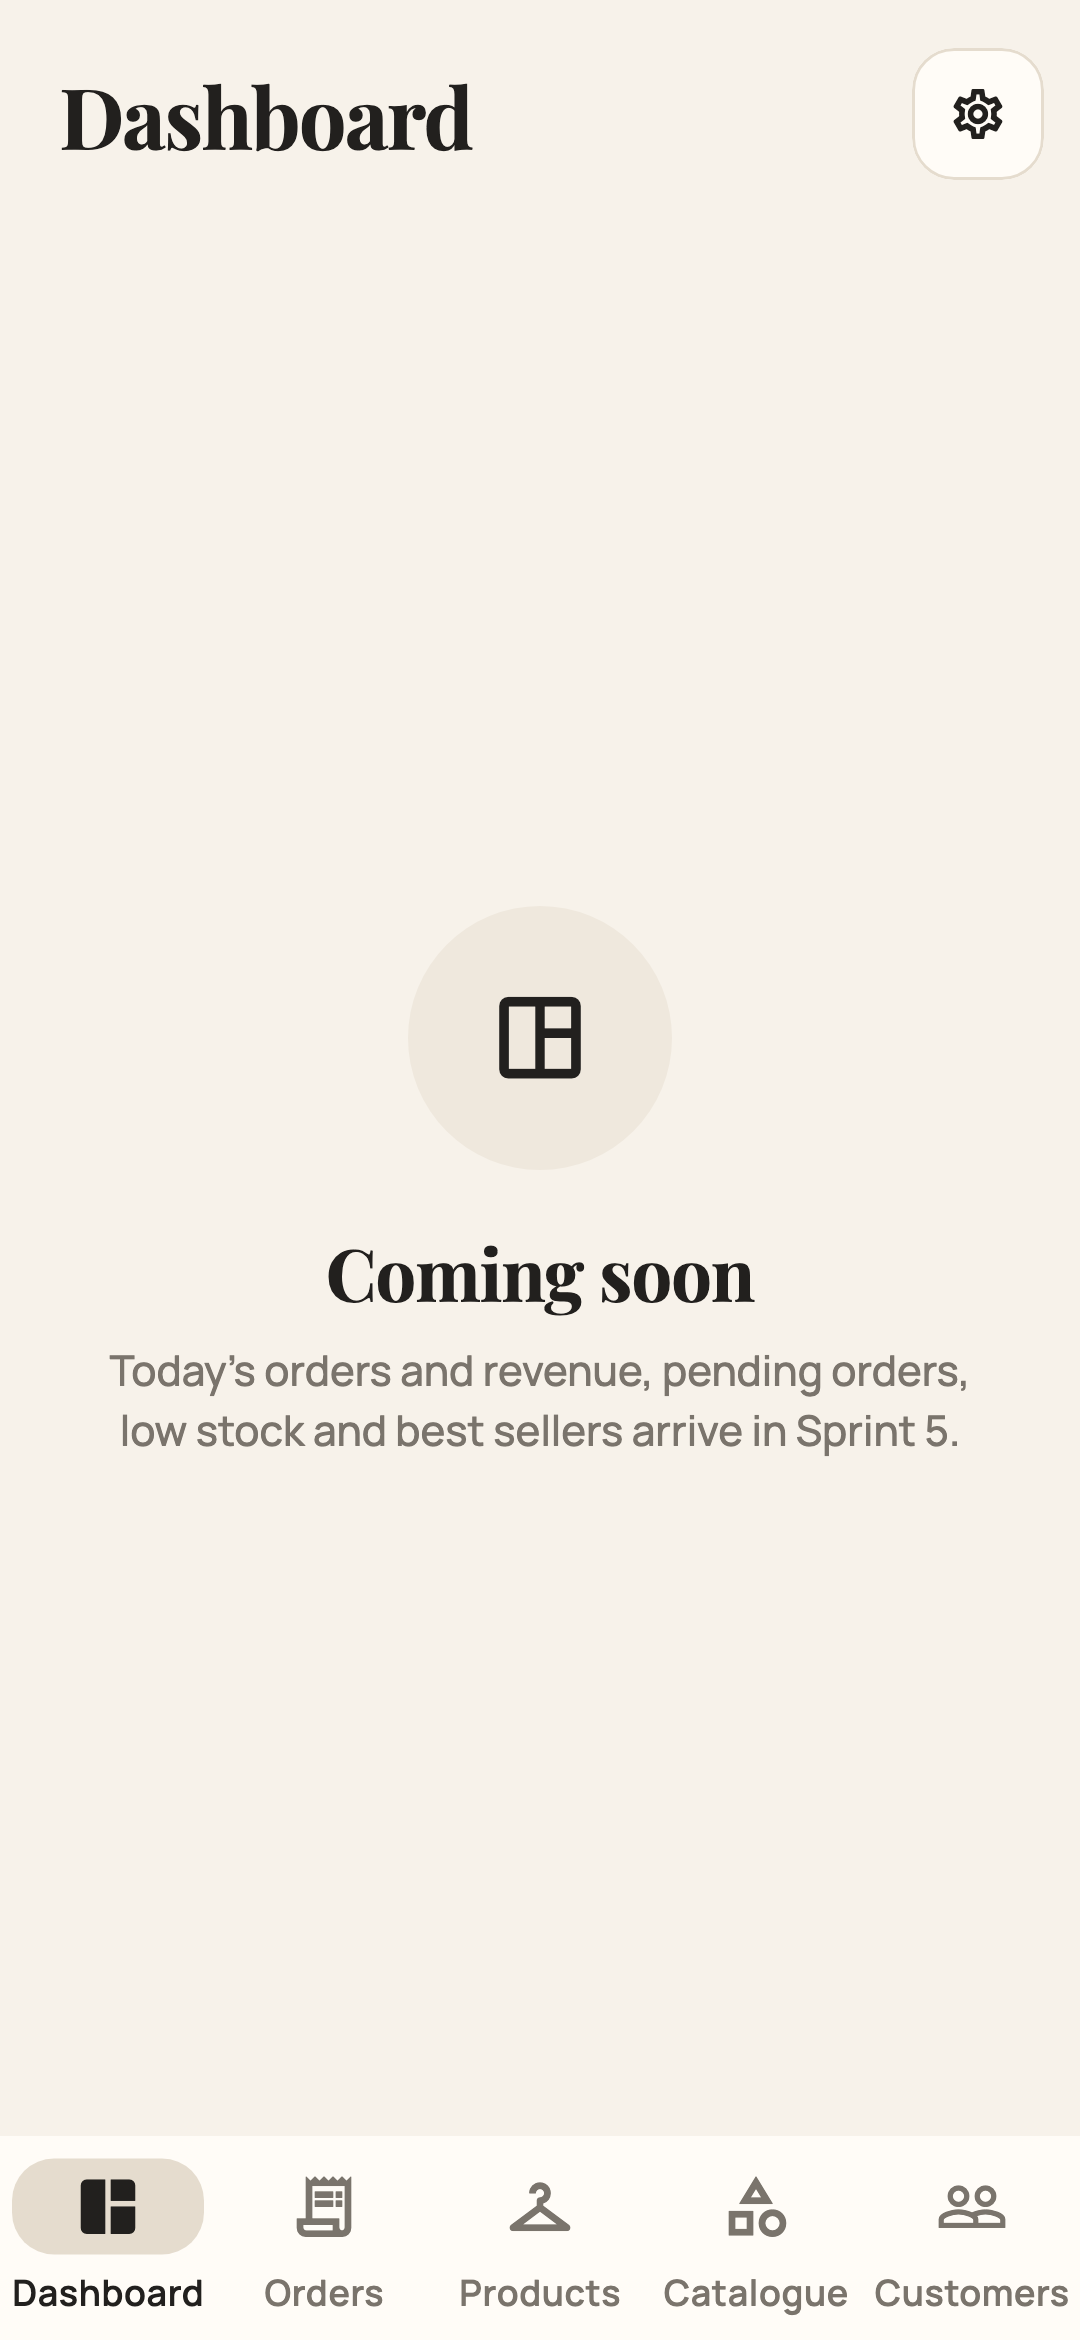 Dashboard
Coming soon
Today’s orders and revenue, pending orders,
low stock and best sellers arrive in Sprint 5.
Dashboard
Orders
Products
Catalogue
Customers